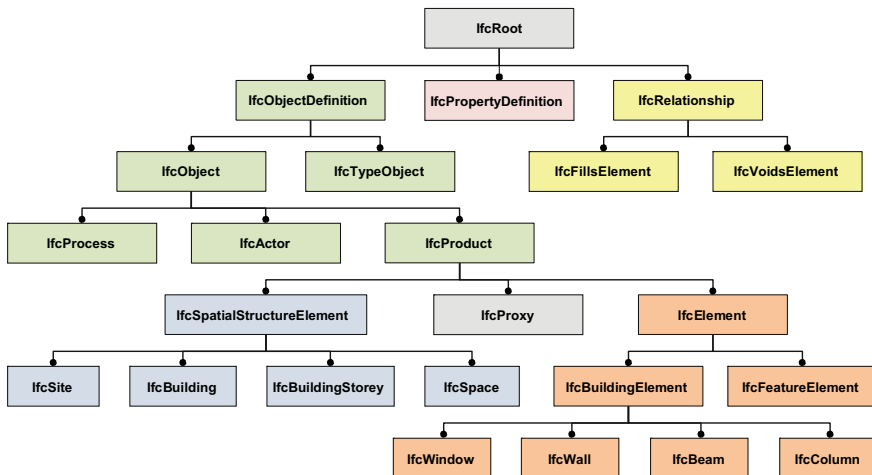 IfcRoot
IfcObjectDefinition
IfcPropertyDefinition
IfcRelationship
IfcObject
IfcTypeObject
IfcFillsElement
IfcVoidsElement
IfcProcess
IfcActor
IfcProduct
IfcSpatialStructureElement
IfcProxy
IfcElement
IfcSite
IfcBuilding
IfcBuildingStorey
IfcSpace
IfcBuildingElement
IfcFeatureElement
IfcWindow
IfcWall
IfcBeam
IfcColumn